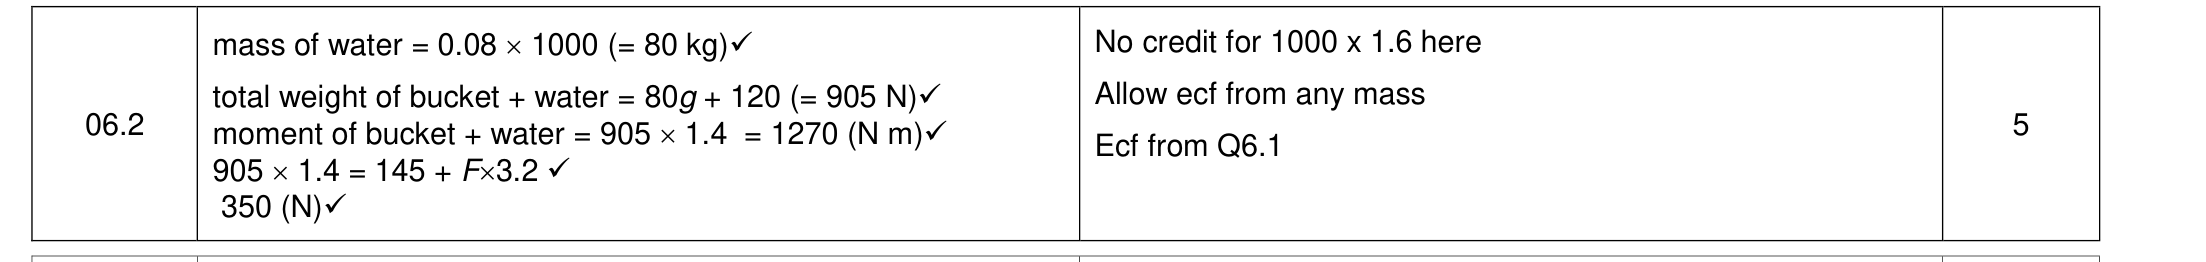 06.2
mass of water = 0.08 × 1000 (= 80 kg)✓
total weight of bucket + water = 80g + 120 (= 905 N)✓
moment of bucket + water = 905 × 1.4 = 1270 (N m)✓
905 × 1.4 = 145 + F×3.2 ✓
350 (N)✓
No credit for 1000 x 1.6 here
Allow ecf from any mass
Ecf from Q6.1
5